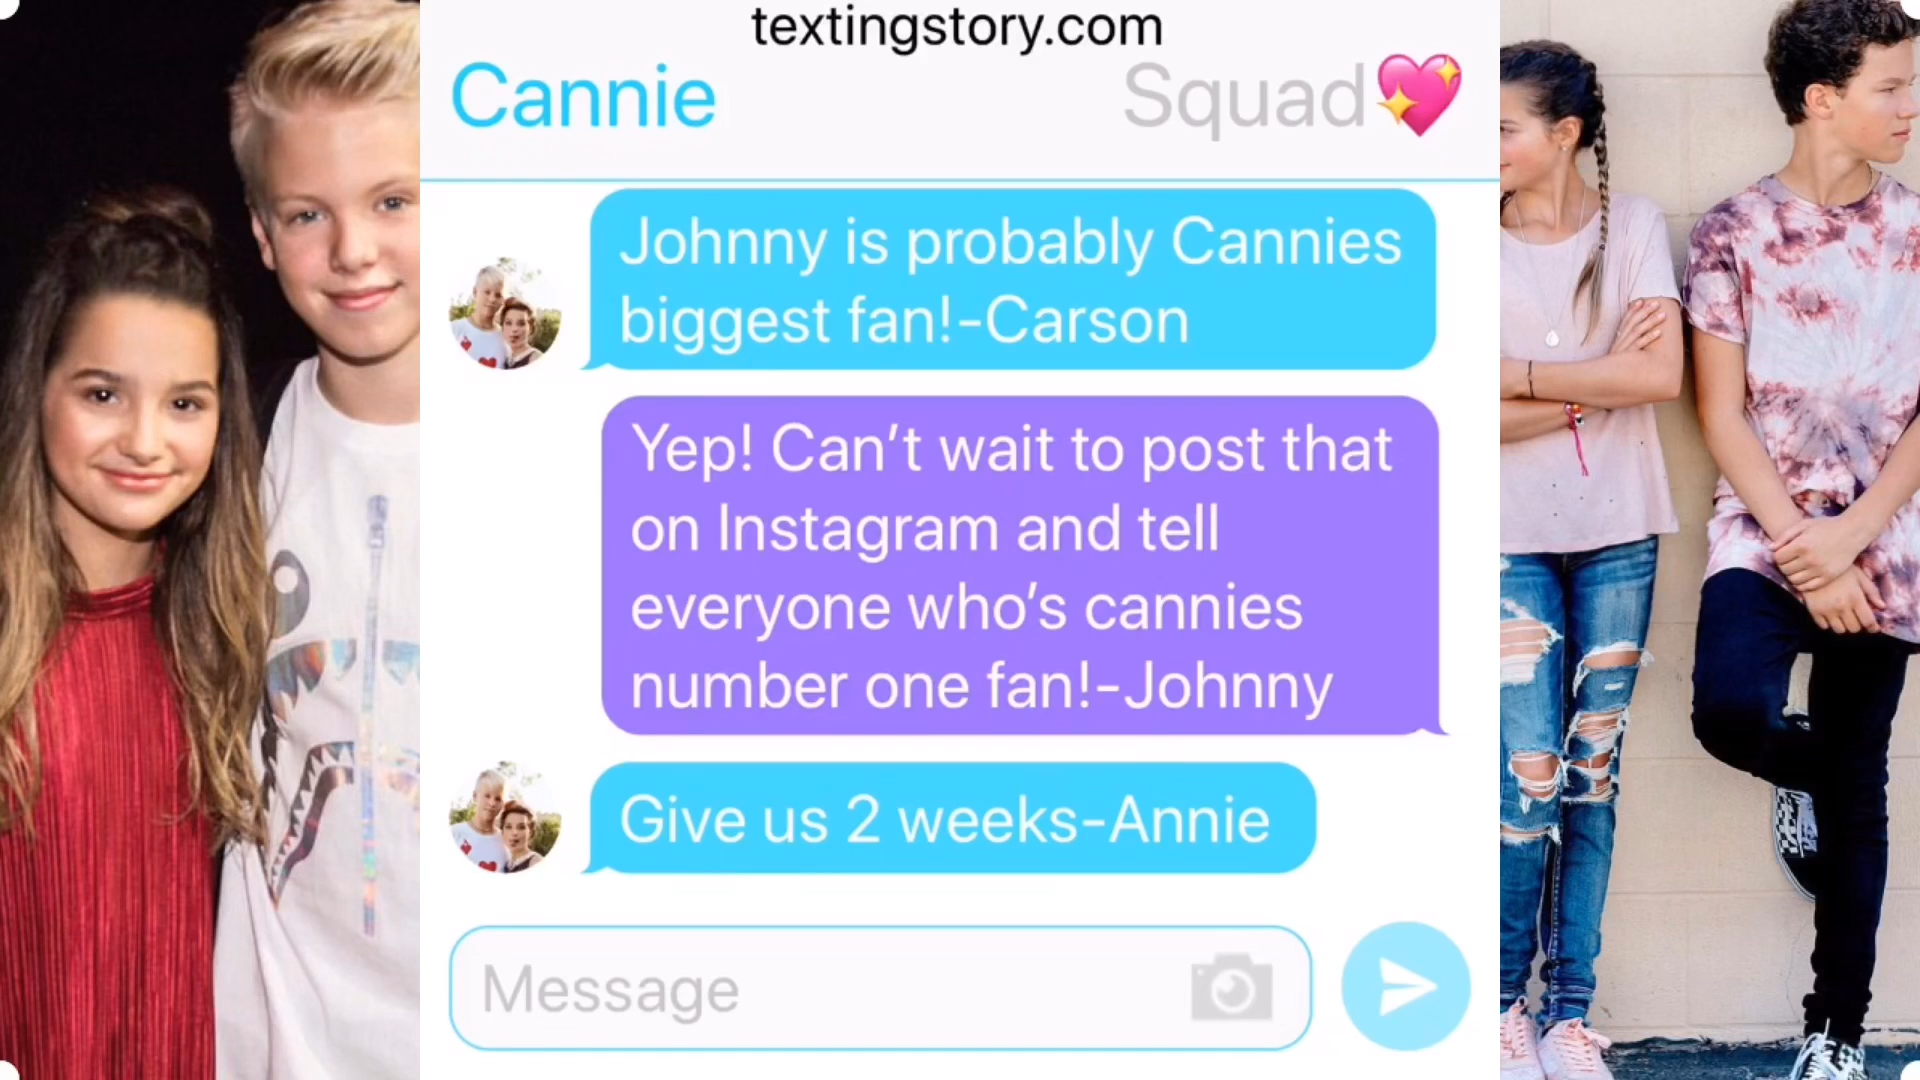 textingstory.com
Cannie
Squad💖
Johnny is probably Cannies
biggest fan!-Carson
Yep! Can’t wait to post that
on Instagram and tell
everyone who’s cannies
number one fan!-Johnny
Give us 2 weeks-Annie
Message